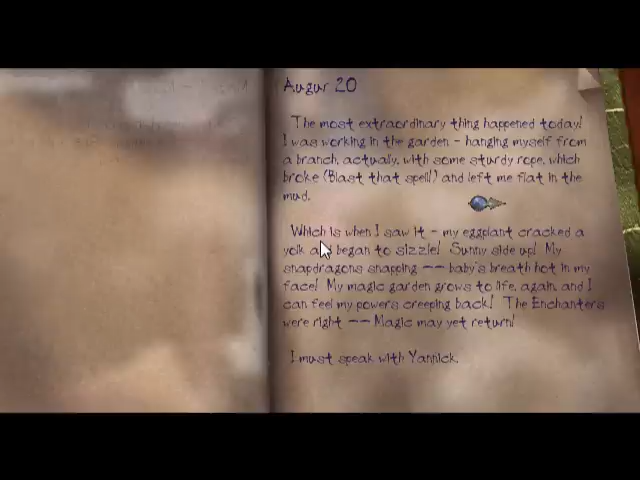 Augur 20
The most extraordinary thing happened today!
I was working in the garden - hanging myself from
a branch, actually, with some sturdy rope, which
broke (Blast that spell!) and left me flat in the
mud.
Which is when I saw it - my eggplant cracked a
yolk and began to sizzle! Sunny side up! My
snapdragons snapping -- baby's breath hot in my
face! My magic garden grows to life, again, and I
can feel my powers creeping back! The Enchanters
were right -- Magic may yet return!
I must speak with Yannick.